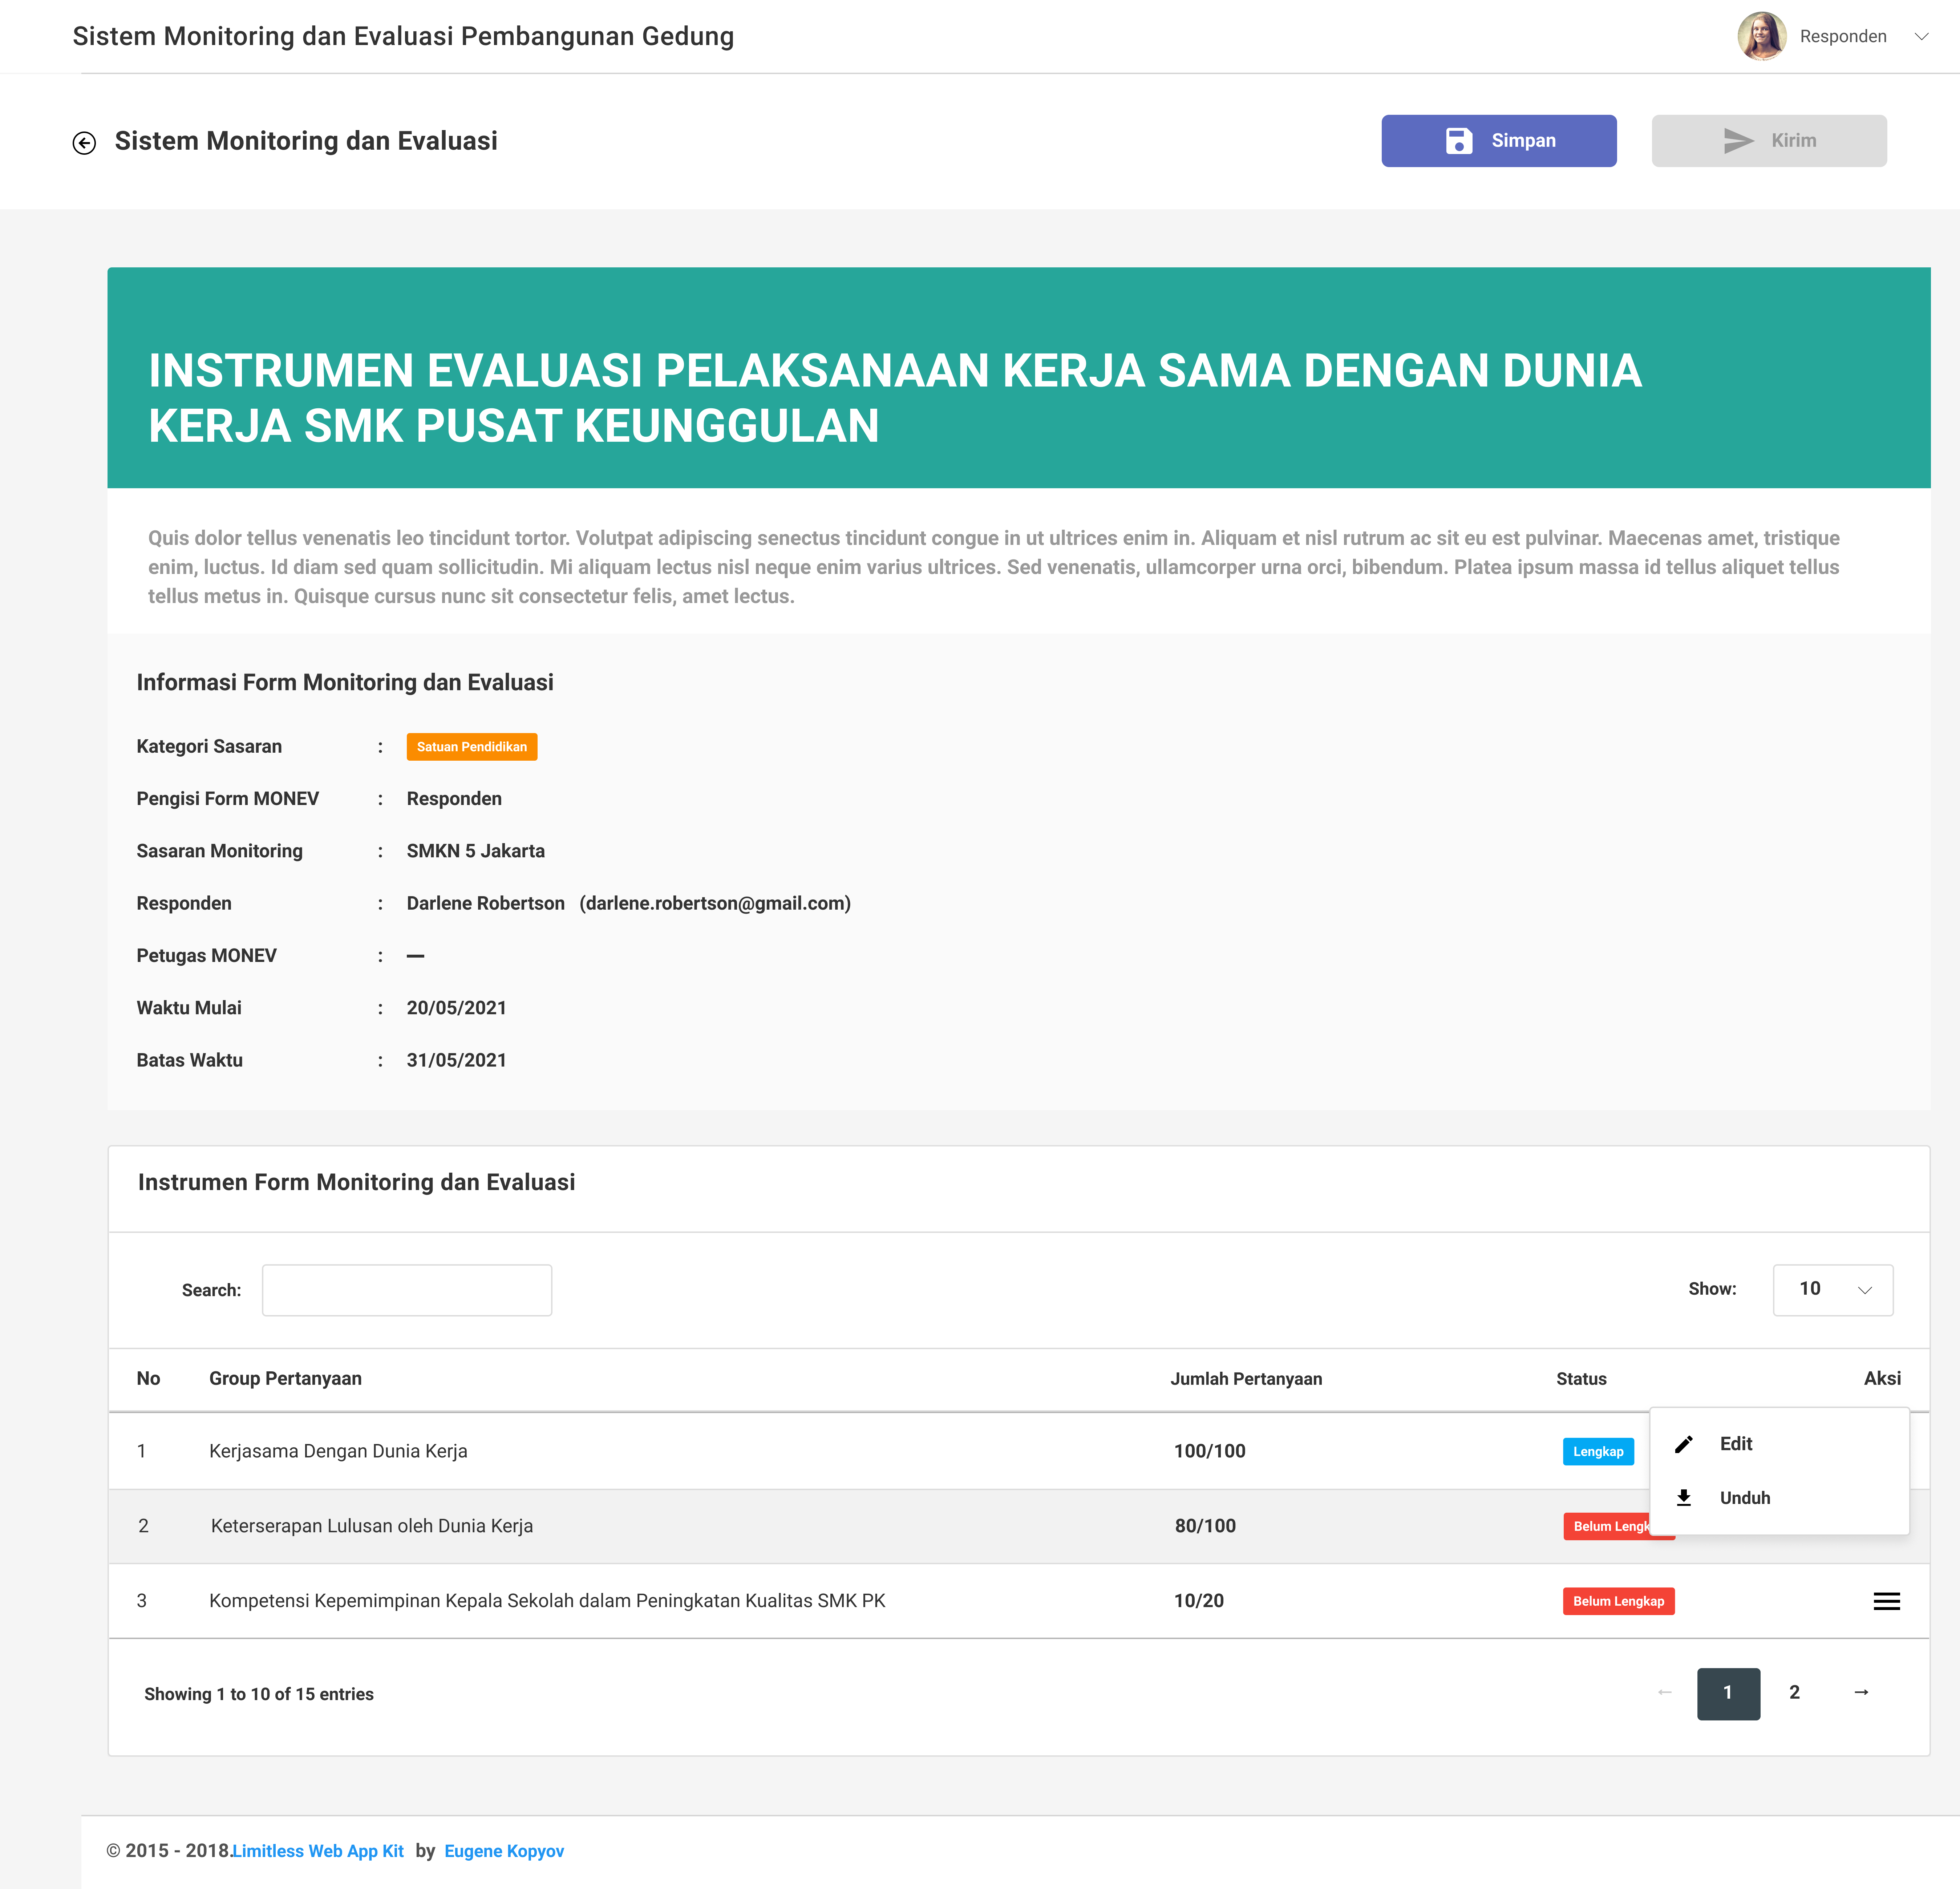 Sistem Monitoring dan Evaluasi Pembangunan Gedung
Responden
Sistem Monitoring dan Evaluasi
Simpan
Kirim
INSTRUMEN EVALUASI PELAKSANAAN KERJA SAMA DENGAN DUNIA
KERJA SMK PUSAT KEUNGGULAN
Quis dolor tellus venenatis leo tincidunt tortor. Volutpat adipiscing senectus tincidunt congue in ut ultrices enim in. Aliquam et nisl rutrum ac sit eu est pulvinar. Maecenas amet, tristique
enim, luctus. Id diam sed quam sollicitudin. Mi aliquam lectus nisl neque enim varius ultrices. Sed venenatis, ullamcorper urna orci, bibendum. Platea ipsum massa id tellus aliquet tellus
tellus metus in. Quisque cursus nunc sit consectetur felis, amet lectus.
Informasi Form Monitoring dan Evaluasi
Kategori Sasaran : Satuan Pendidikan
Pengisi Form MONEV : Responden
Sasaran Monitoring : SMKN 5 Jakarta
Responden : Darlene Robertson (darlene.robertson@gmail.com)
Petugas MONEV : —
Waktu Mulai : 20/05/2021
Batas Waktu : 31/05/2021
Instrumen Form Monitoring dan Evaluasi
Search:
Show: 10
No Group Pertanyaan Jumlah Pertanyaan Status Aksi
1 Kerjasama Dengan Dunia Kerja 100/100 Lengkap
Edit
Unduh
2 Keterserapan Lulusan oleh Dunia Kerja 80/100 Belum Lengk
3 Kompetensi Kepemimpinan Kepala Sekolah dalam Peningkatan Kualitas SMK PK 10/20 Belum Lengkap
Showing 1 to 10 of 15 entries
← 1 2 →
© 2015 - 2018. Limitless Web App Kit by Eugene Kopyov